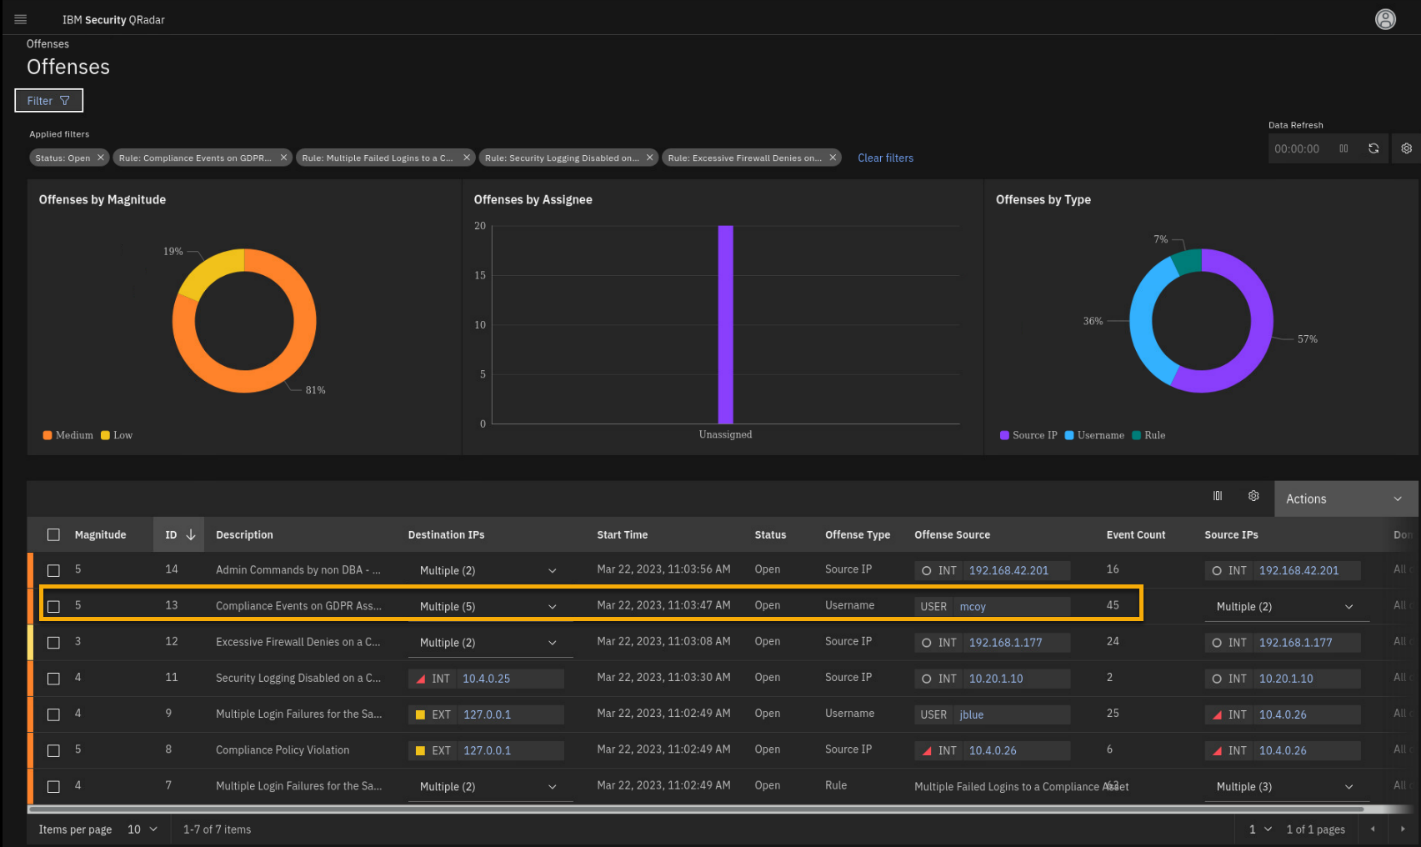 IBM Security QRadar
Offenses
Offenses
Filter
Applied filters
Data Refresh
Status: Open × Rule: Compliance Events on GDPR... × Rule: Multiple Failed Logins to a C... × Rule: Security Logging Disabled on... × Rule: Excessive Firewall Denies on... × Clear filters
00:00:00
Offenses by Magnitude
19%
81%
Medium Low
Offenses by Assignee
20
15
10
5
0
Unassigned
Offenses by Type
7%
36%
57%
Source IP Username Rule
Actions
Magnitude ID Description Destination IPs Start Time Status Offense Type Offense Source Event Count Source IPs Don
5 14 Admin Commands by non DBA - ... Multiple (2) Mar 22, 2023, 11:03:56 AM Open Source IP INT 192.168.42.201 16 INT 192.168.42.201 All
5 13 Compliance Events on GDPR Ass... Multiple (5) Mar 22, 2023, 11:03:47 AM Open Username USER mcoy 45 Multiple (2) All
3 12 Excessive Firewall Denies on a C... Multiple (2) Mar 22, 2023, 11:03:08 AM Open Source IP INT 192.168.1.177 24 INT 192.168.1.177 All
4 11 Security Logging Disabled on a C... INT 10.4.0.25 Mar 22, 2023, 11:03:30 AM Open Source IP INT 10.20.1.10 2 INT 10.20.1.10 All
4 9 Multiple Login Failures for the Sa... EXT 127.0.0.1 Mar 22, 2023, 11:02:49 AM Open Username USER jblue 25 INT 10.4.0.26 All
5 8 Compliance Policy Violation EXT 127.0.0.1 Mar 22, 2023, 11:02:49 AM Open Source IP INT 10.4.0.26 6 INT 10.4.0.26 All
4 7 Multiple Login Failures for the Sa... Multiple (2) Mar 22, 2023, 11:02:49 AM Open Rule Multiple Failed Logins to a Compliance Asset Multiple (3) All
Items per page 10 1-7 of 7 items 1 1 of 1 pages